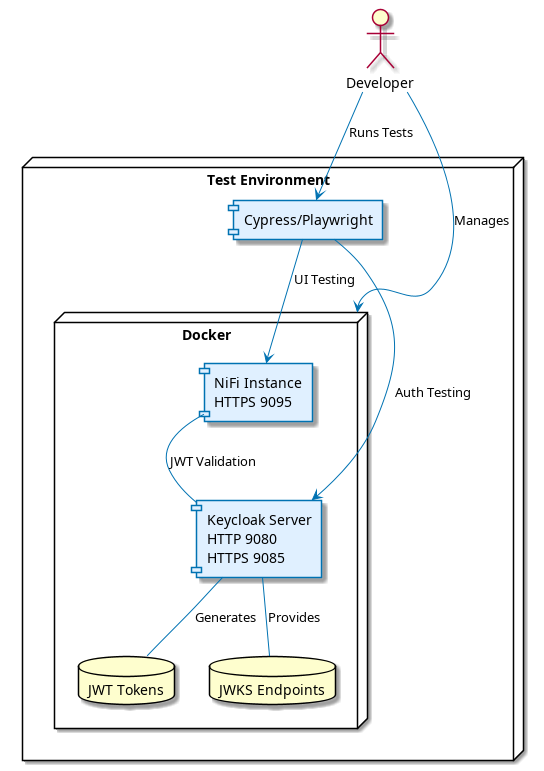 Developer
Runs Tests
Test Environment
Cypress/Playwright
Manages
UI Testing
Docker
NiFi Instance
HTTPS 9095
Auth Testing
JWT Validation
Keycloak Server
HTTP 9080
HTTPS 9085
Generates
Provides
JWT Tokens
JWKS Endpoints